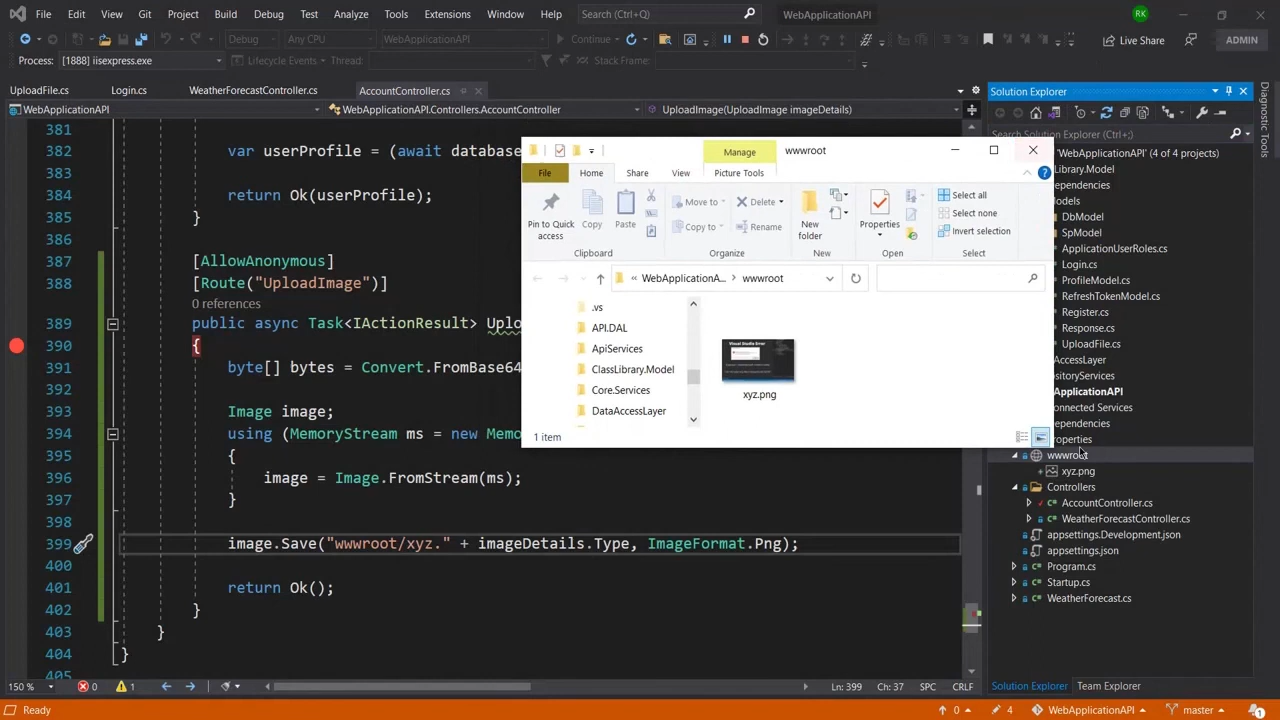 File Edit View Git Project Build Debug Test Analyze Tools Extensions Window Help Search (Ctrl+Q) WebApplicationAPI RK
Debug Any CPU WebApplicationAPI Continue Live Share ADMIN
Process: [1888] iisexpress.exe Lifecycle Events Thread: Stack Frame:
UploadFile.cs Login.cs WeatherForecastController.cs AccountController.cs
WebApplicationAPI WebApplicationAPI.Controllers.AccountController UploadImage(UploadImage imageDetails)
381
382 var userProfile = (await database
383
384 return Ok(userProfile);
385 }
386
387 [AllowAnonymous]
388 [Route("UploadImage")]
0 references
389 public async Task<IActionResult> Uplo
390 {
391 byte[] bytes = Convert.FromBase64
392
393 Image image;
394 using (MemoryStream ms = new Memo
395 {
396 image = Image.FromStream(ms);
397 }
398
399 image.Save("wwwroot/xyz." + imageDetails.Type, ImageFormat.Png);
400
401 return Ok();
402 }
403 }
404 }
405
150 % 0 1 Ln: 399 Ch: 37 SPC CRLF
Manage wwwroot
File Home Share View Picture Tools
Pin to Quick access
Copy
Paste
Clipboard
Move to
Copy to
Delete
Rename
Organize
New folder
New
Properties
Open
Select all
Select none
Invert selection
Select
« WebApplicationA... wwwroot
.vs
API.DAL
ApiServices
ClassLibrary.Model
Core.Services
DataAccessLayer
Visual Studio Error
xyz.png
1 item
Solution Explorer
Search Solution Explorer (Ctrl+;)
'WebApplicationAPI' (4 of 4 projects)
Library.Model
pendencies
odels
DbModel
SpModel
ApplicationUserRoles.cs
Login.cs
ProfileModel.cs
RefreshTokenModel.cs
Register.cs
Response.cs
UploadFile.cs
AccessLayer
sitoryServices
ApplicationAPI
onnected Services
ependencies
operties
wwwroot
xyz.png
Controllers
AccountController.cs
WeatherForecastController.cs
appsettings.Development.json
appsettings.json
Program.cs
Startup.cs
WeatherForecast.cs
Solution Explorer Team Explorer
Diagnostic Tools
Ready 0 4 WebApplicationAPI master 1